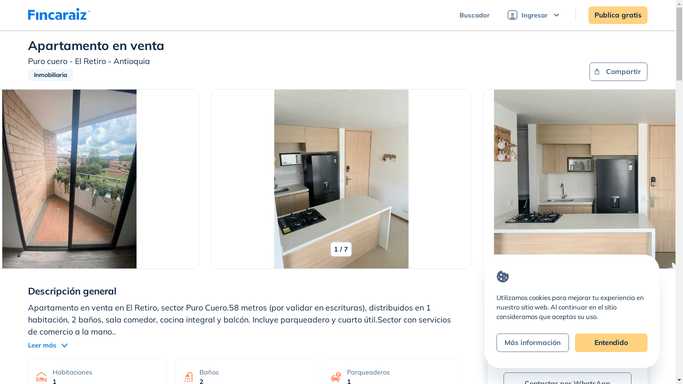 Fincaraiz
Buscador
Ingresar
Publica gratis
Apartamento en venta
Puro cuero - El Retiro - Antioquia
Inmobiliaria
Compartir
1 / 7
Descripción general
Apartamento en venta en El Retiro, sector Puro Cuero.58 metros (por validar en escrituras), distribuidos en 1
habitación, 2 baños, sala comedor, cocina integral y balcón. Incluye parqueadero y cuarto útil.Sector con servicios
de comercio a la mano..
Leer más
Habitaciones
1
Baños
2
Parqueaderos
1
Utilizamos cookies para mejorar tu experiencia en
nuestro sitio web. Al continuar en el sitio
consideramos que aceptas su uso.
Más información
Entendido
Contactar por WhatsApp